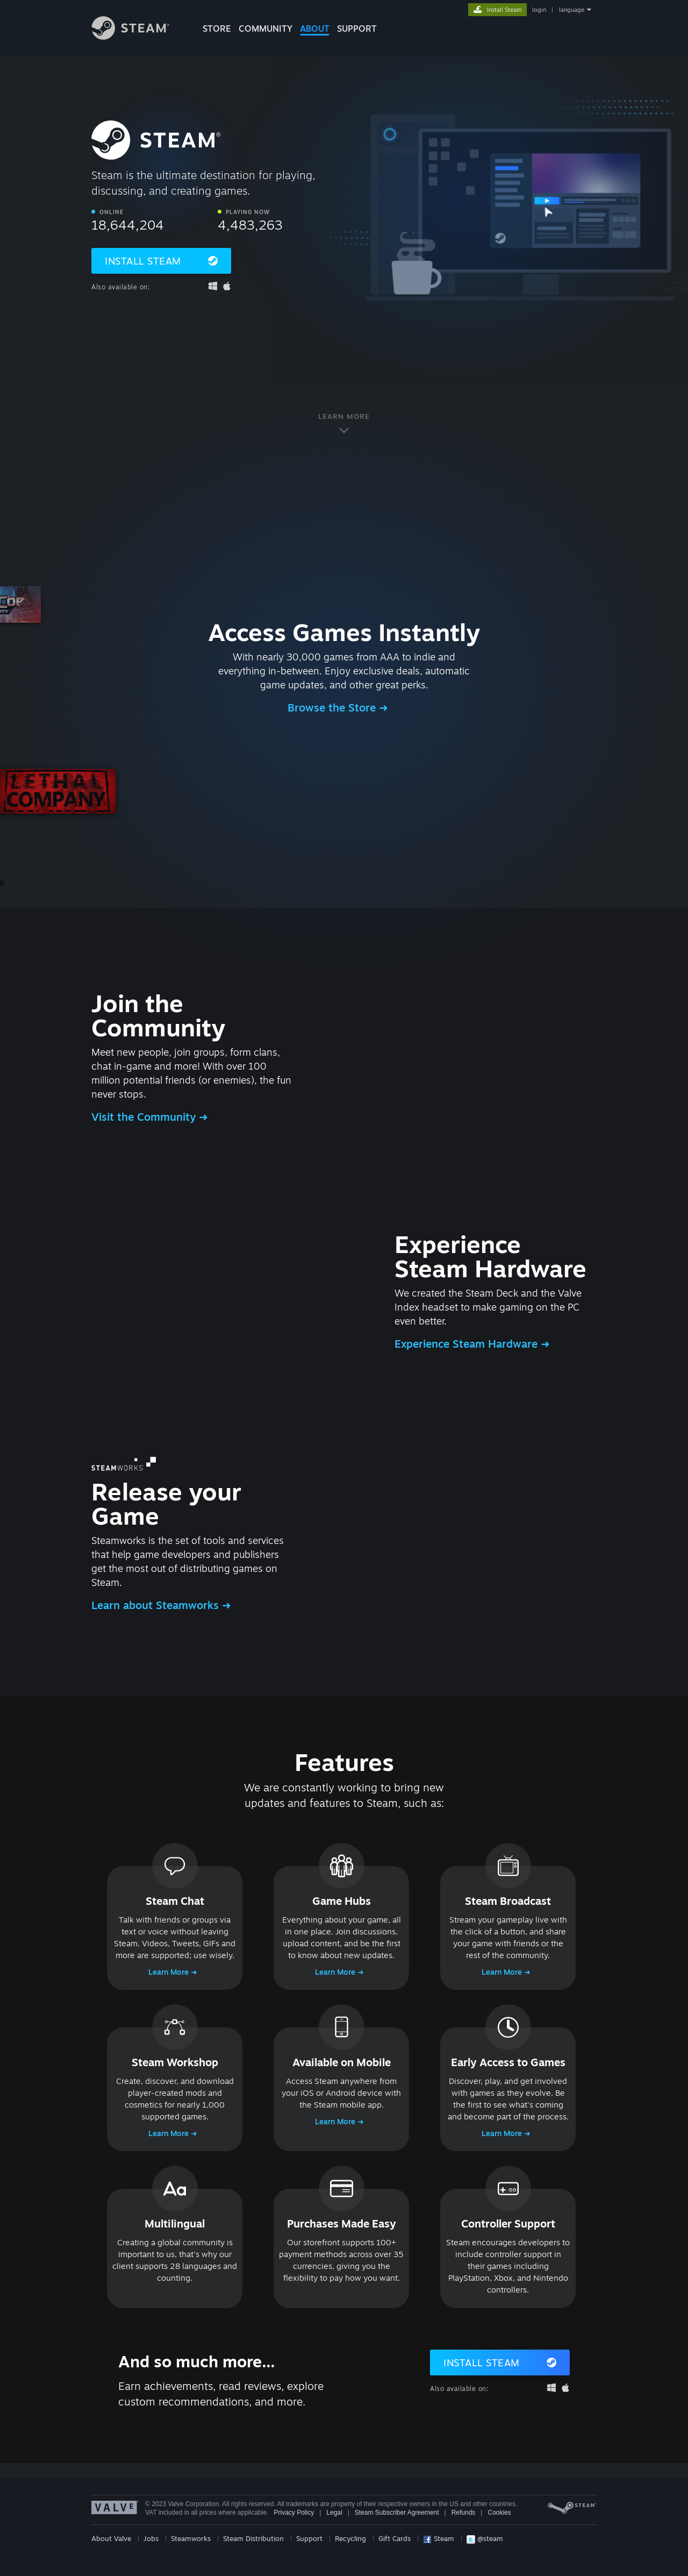 Install Steam
login | language
STEAM®
STORE COMMUNITY ABOUT SUPPORT
STEAM®
Steam is the ultimate destination for playing,
discussing, and creating games.
ONLINE
18,644,204
PLAYING NOW
4,483,263
INSTALL STEAM
Also available on:
LEARN MORE
Access Games Instantly
With nearly 30,000 games from AAA to indie and
everything in-between. Enjoy exclusive deals, automatic
game updates, and other great perks.
Browse the Store ➔
LETHAL
COMPANY
Join the
Community
Meet new people, join groups, form clans,
chat in-game and more! With over 100
million potential friends (or enemies), the fun
never stops.
Visit the Community ➔
Experience
Steam Hardware
We created the Steam Deck and the Valve
Index headset to make gaming on the PC
even better.
Experience Steam Hardware ➔
STEAMWORKS
Release your
Game
Steamworks is the set of tools and services
that help game developers and publishers
get the most out of distributing games on
Steam.
Learn about Steamworks ➔
Features
We are constantly working to bring new
updates and features to Steam, such as:
Steam Chat
Talk with friends or groups via
text or voice without leaving
Steam. Videos, Tweets, GIFs and
more are supported; use wisely.
Learn More ➔
Game Hubs
Everything about your game, all
in one place. Join discussions,
upload content, and be the first
to know about new updates.
Learn More ➔
Steam Broadcast
Stream your gameplay live with
the click of a button, and share
your game with friends or the
rest of the community.
Learn More ➔
Steam Workshop
Create, discover, and download
player-created mods and
cosmetics for nearly 1,000
supported games.
Learn More ➔
Available on Mobile
Access Steam anywhere from
your iOS or Android device with
the Steam mobile app.
Learn More ➔
Early Access to Games
Discover, play, and get involved
with games as they evolve. Be
the first to see what's coming
and become part of the process.
Learn More ➔
Aa
Multilingual
Creating a global community is
important to us, that's why our
client supports 28 languages and
counting.
Purchases Made Easy
Our storefront supports 100+
payment methods across over 35
currencies, giving you the
flexibility to pay how you want.
Controller Support
Steam encourages developers to
include controller support in
their games including
PlayStation, Xbox, and Nintendo
controllers.
And so much more...
Earn achievements, read reviews, explore
custom recommendations, and more.
INSTALL STEAM
Also available on:
VALVE
© 2023 Valve Corporation. All rights reserved. All trademarks are property of their respective owners in the US and other countries.
VAT included in all prices where applicable. Privacy Policy | Legal | Steam Subscriber Agreement | Refunds | Cookies
STEAM
About Valve | Jobs | Steamworks | Steam Distribution | Support | Recycling | Gift Cards | Steam | @steam